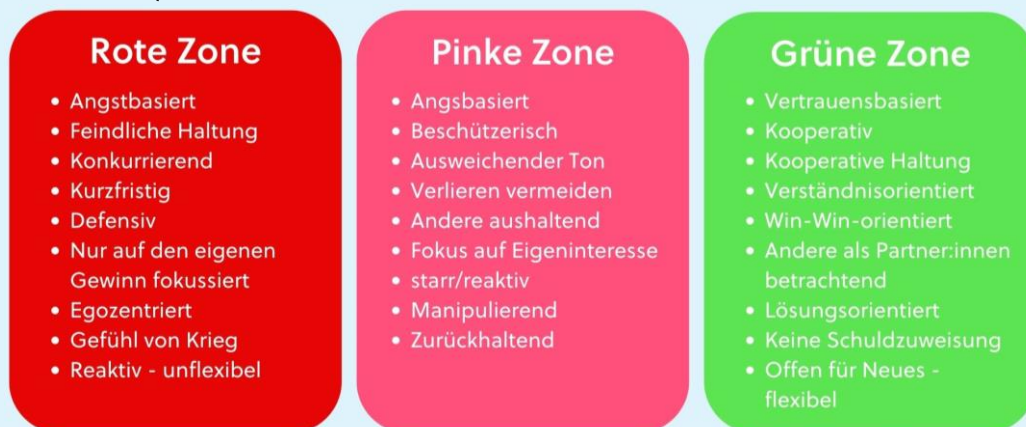 Rote Zone
• Angstbasiert
• Feindliche Haltung
• Konkurrierend
• Kurzfristig
• Defensiv
• Nur auf den eigenen
Gewinn fokussiert
• Egozentriert
• Gefühl von Krieg
• Reaktiv - unflexibel
Pinke Zone
• Angsbasiert
• Beschützerisch
• Ausweichender Ton
• Verlieren vermeiden
• Andere aushaltend
• Fokus auf Eigeninteresse
• starr/reaktiv
• Manipulierend
• Zurückhaltend
Grüne Zone
• Vertrauensbasiert
• Kooperativ
• Kooperative Haltung
• Verständnisorientiert
• Win-Win-orientiert
• Andere als Partner:innen
betrachtend
• Lösungsorientiert
• Keine Schuldzuweisung
• Offen für Neues -
flexibel